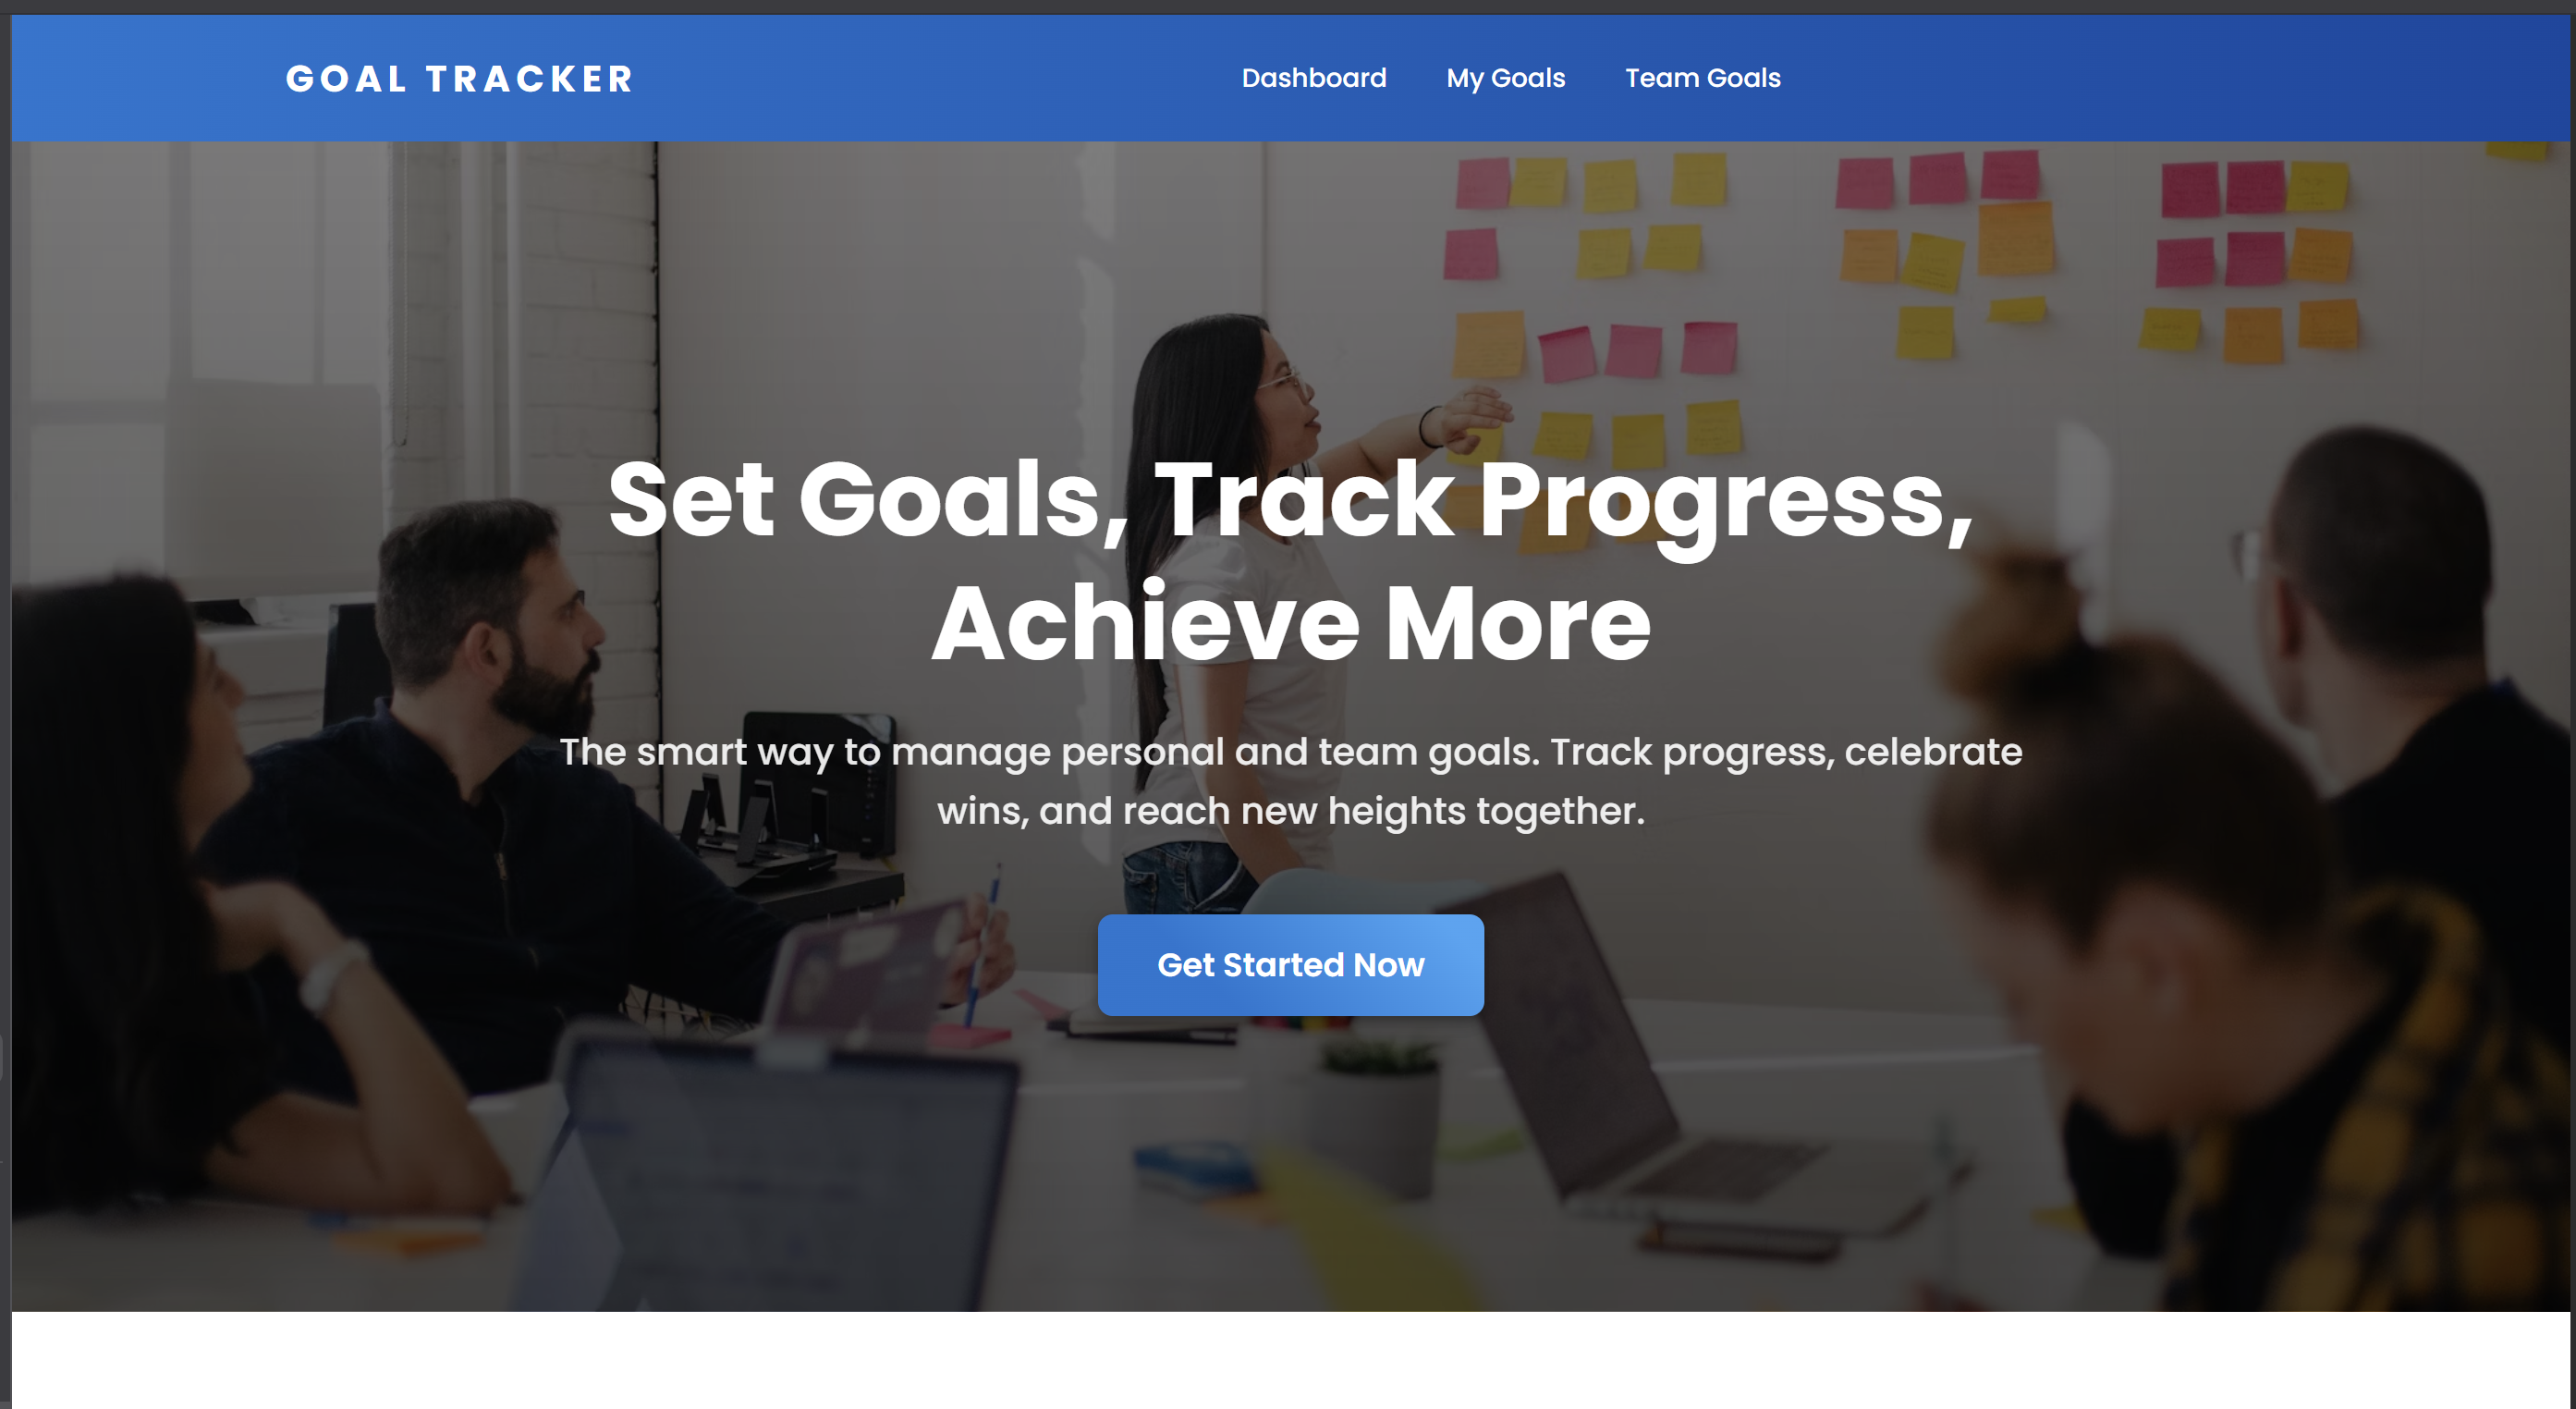 GOAL TRACKER
Dashboard
My Goals
Team Goals
Set Goals, Track Progress,
Achieve More
The smart way to manage personal and team goals. Track progress, celebrate
wins, and reach new heights together.
Get Started Now